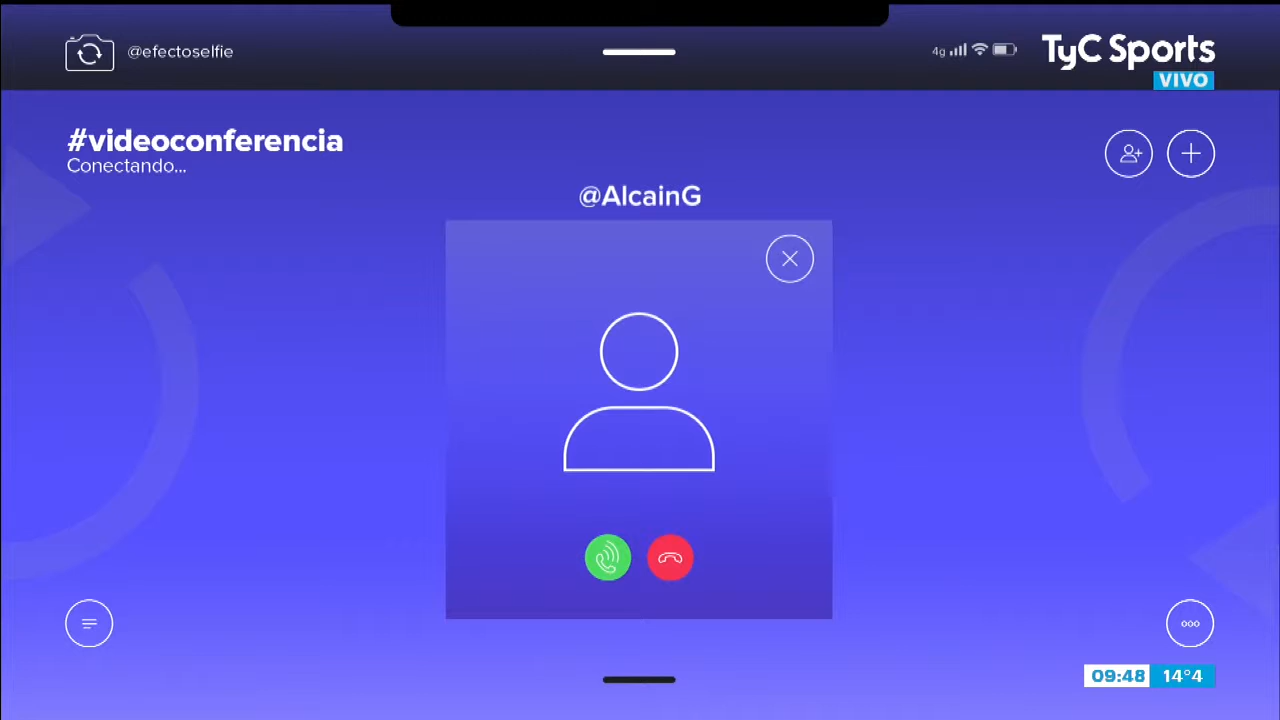 @efectoselfie
4g
TyC Sports
VIVO
#videoconferencia
Conectando...
@AlcainG
09:48 14°4